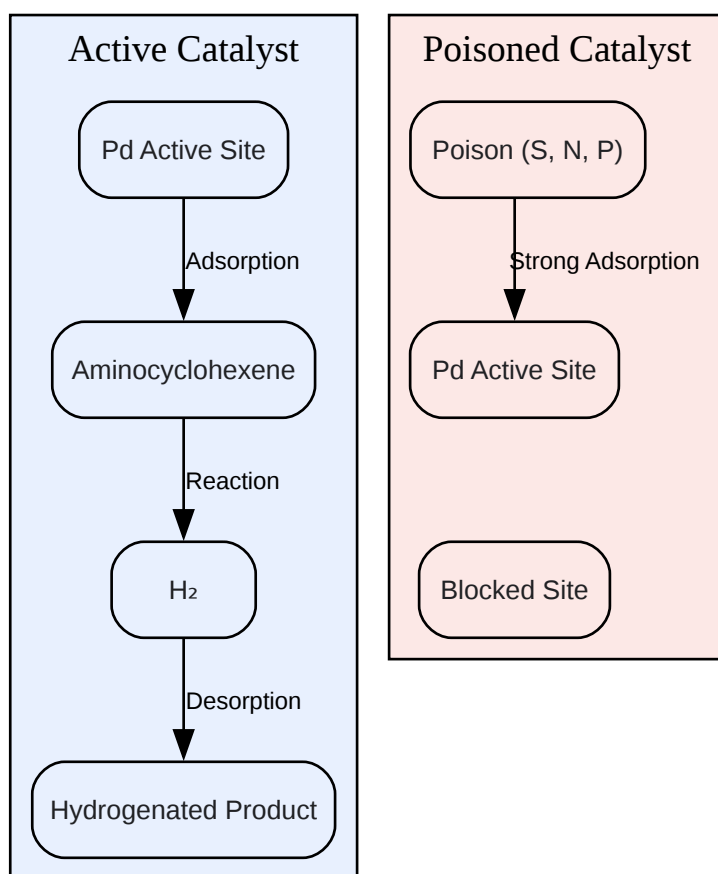 Active Catalyst
Pd Active Site
Adsorption
Aminocyclohexene
Reaction
H₂
Desorption
Hydrogenated Product
Poisoned Catalyst
Poison (S, N, P)
Strong Adsorption
Pd Active Site
Blocked Site